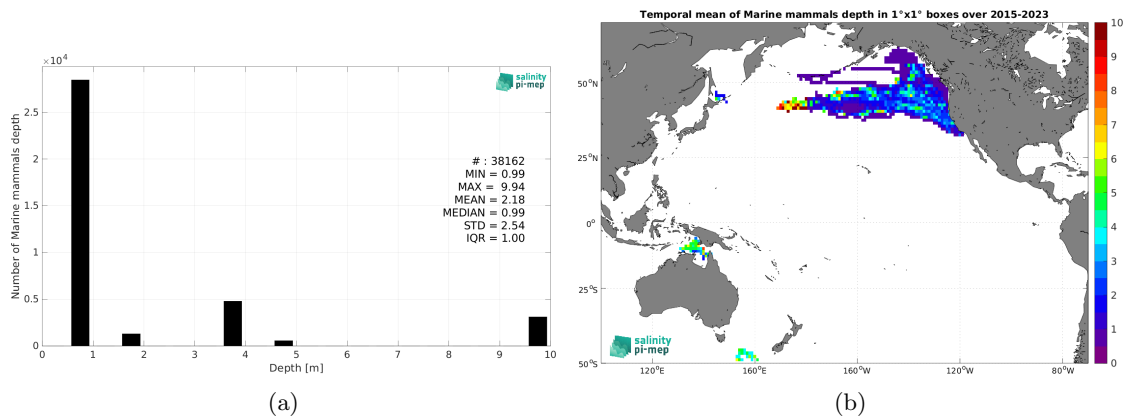 ×10⁴
2.5
2
1.5
1
0.5
0
0 1 2 3 4 5 6 7 8 9 10
Number of Marine mammals depth
Depth [m]
salinity
pi-mep
# : 38162
MIN = 0.99
MAX = 9.94
MEAN = 2.18
MEDIAN = 0.99
STD = 2.54
IQR = 1.00
(a)
Temporal mean of Marine mammals depth in 1°x1° boxes over 2015-2023
50°N
25°N
0°
25°S
50°S
120°E 160°E 160°W 120°W 80°W
salinity
pi-mep
10
9
8
7
6
5
4
3
2
1
0
(b)